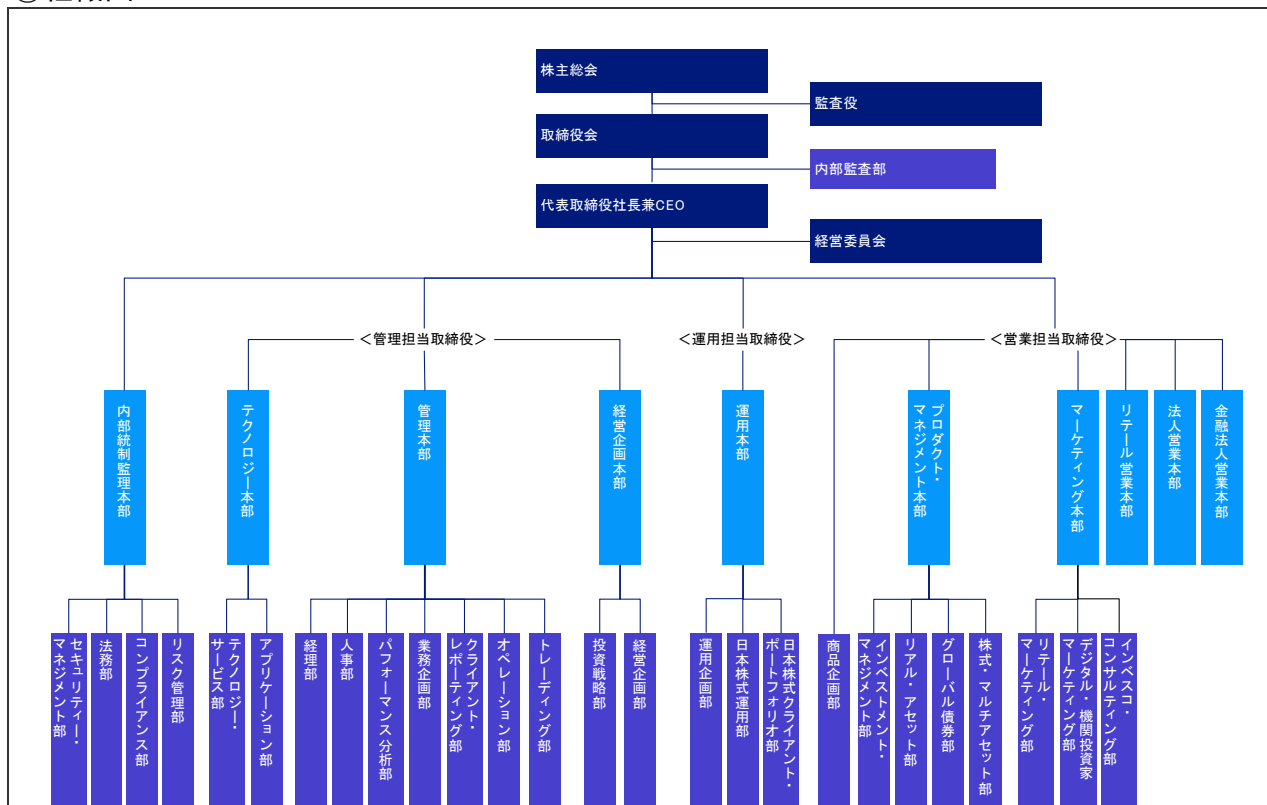 株主総会
監査役
取締役会
内部監査部
代表取締役社長兼CEO
経営委員会
＜管理担当取締役＞
＜運用担当取締役＞
＜営業担当取締役＞
内部統制監理本部
テクノロジー本部
管理本部
経営企画本部
運用本部
プロダクト・
マネジメント本部
マーケティング本部
リテール営業本部
法人営業本部
金融法人営業本部
セキュリティー・
マネジメント部
法務部
コンプライアンス部
リスク管理部
テクノロジー・
サービス部
アプリケーション部
経理部
人事部
パフォーマンス分析部
業務企画部
クライアント・
レポーティング部
オペレーション部
トレーディング部
投資戦略部
経営企画部
運用企画部
日本株式運用部
日本株式クライアント・
ポートフォリオ部
商品企画部
インベストメント・
マネジメント部
リアル・アセット部
グローバル債券部
株式・マルチアセット部
リテール・
マーケティング部
デジタル・機関投資家
マーケティング部
インベスコ・
コンサルティング部